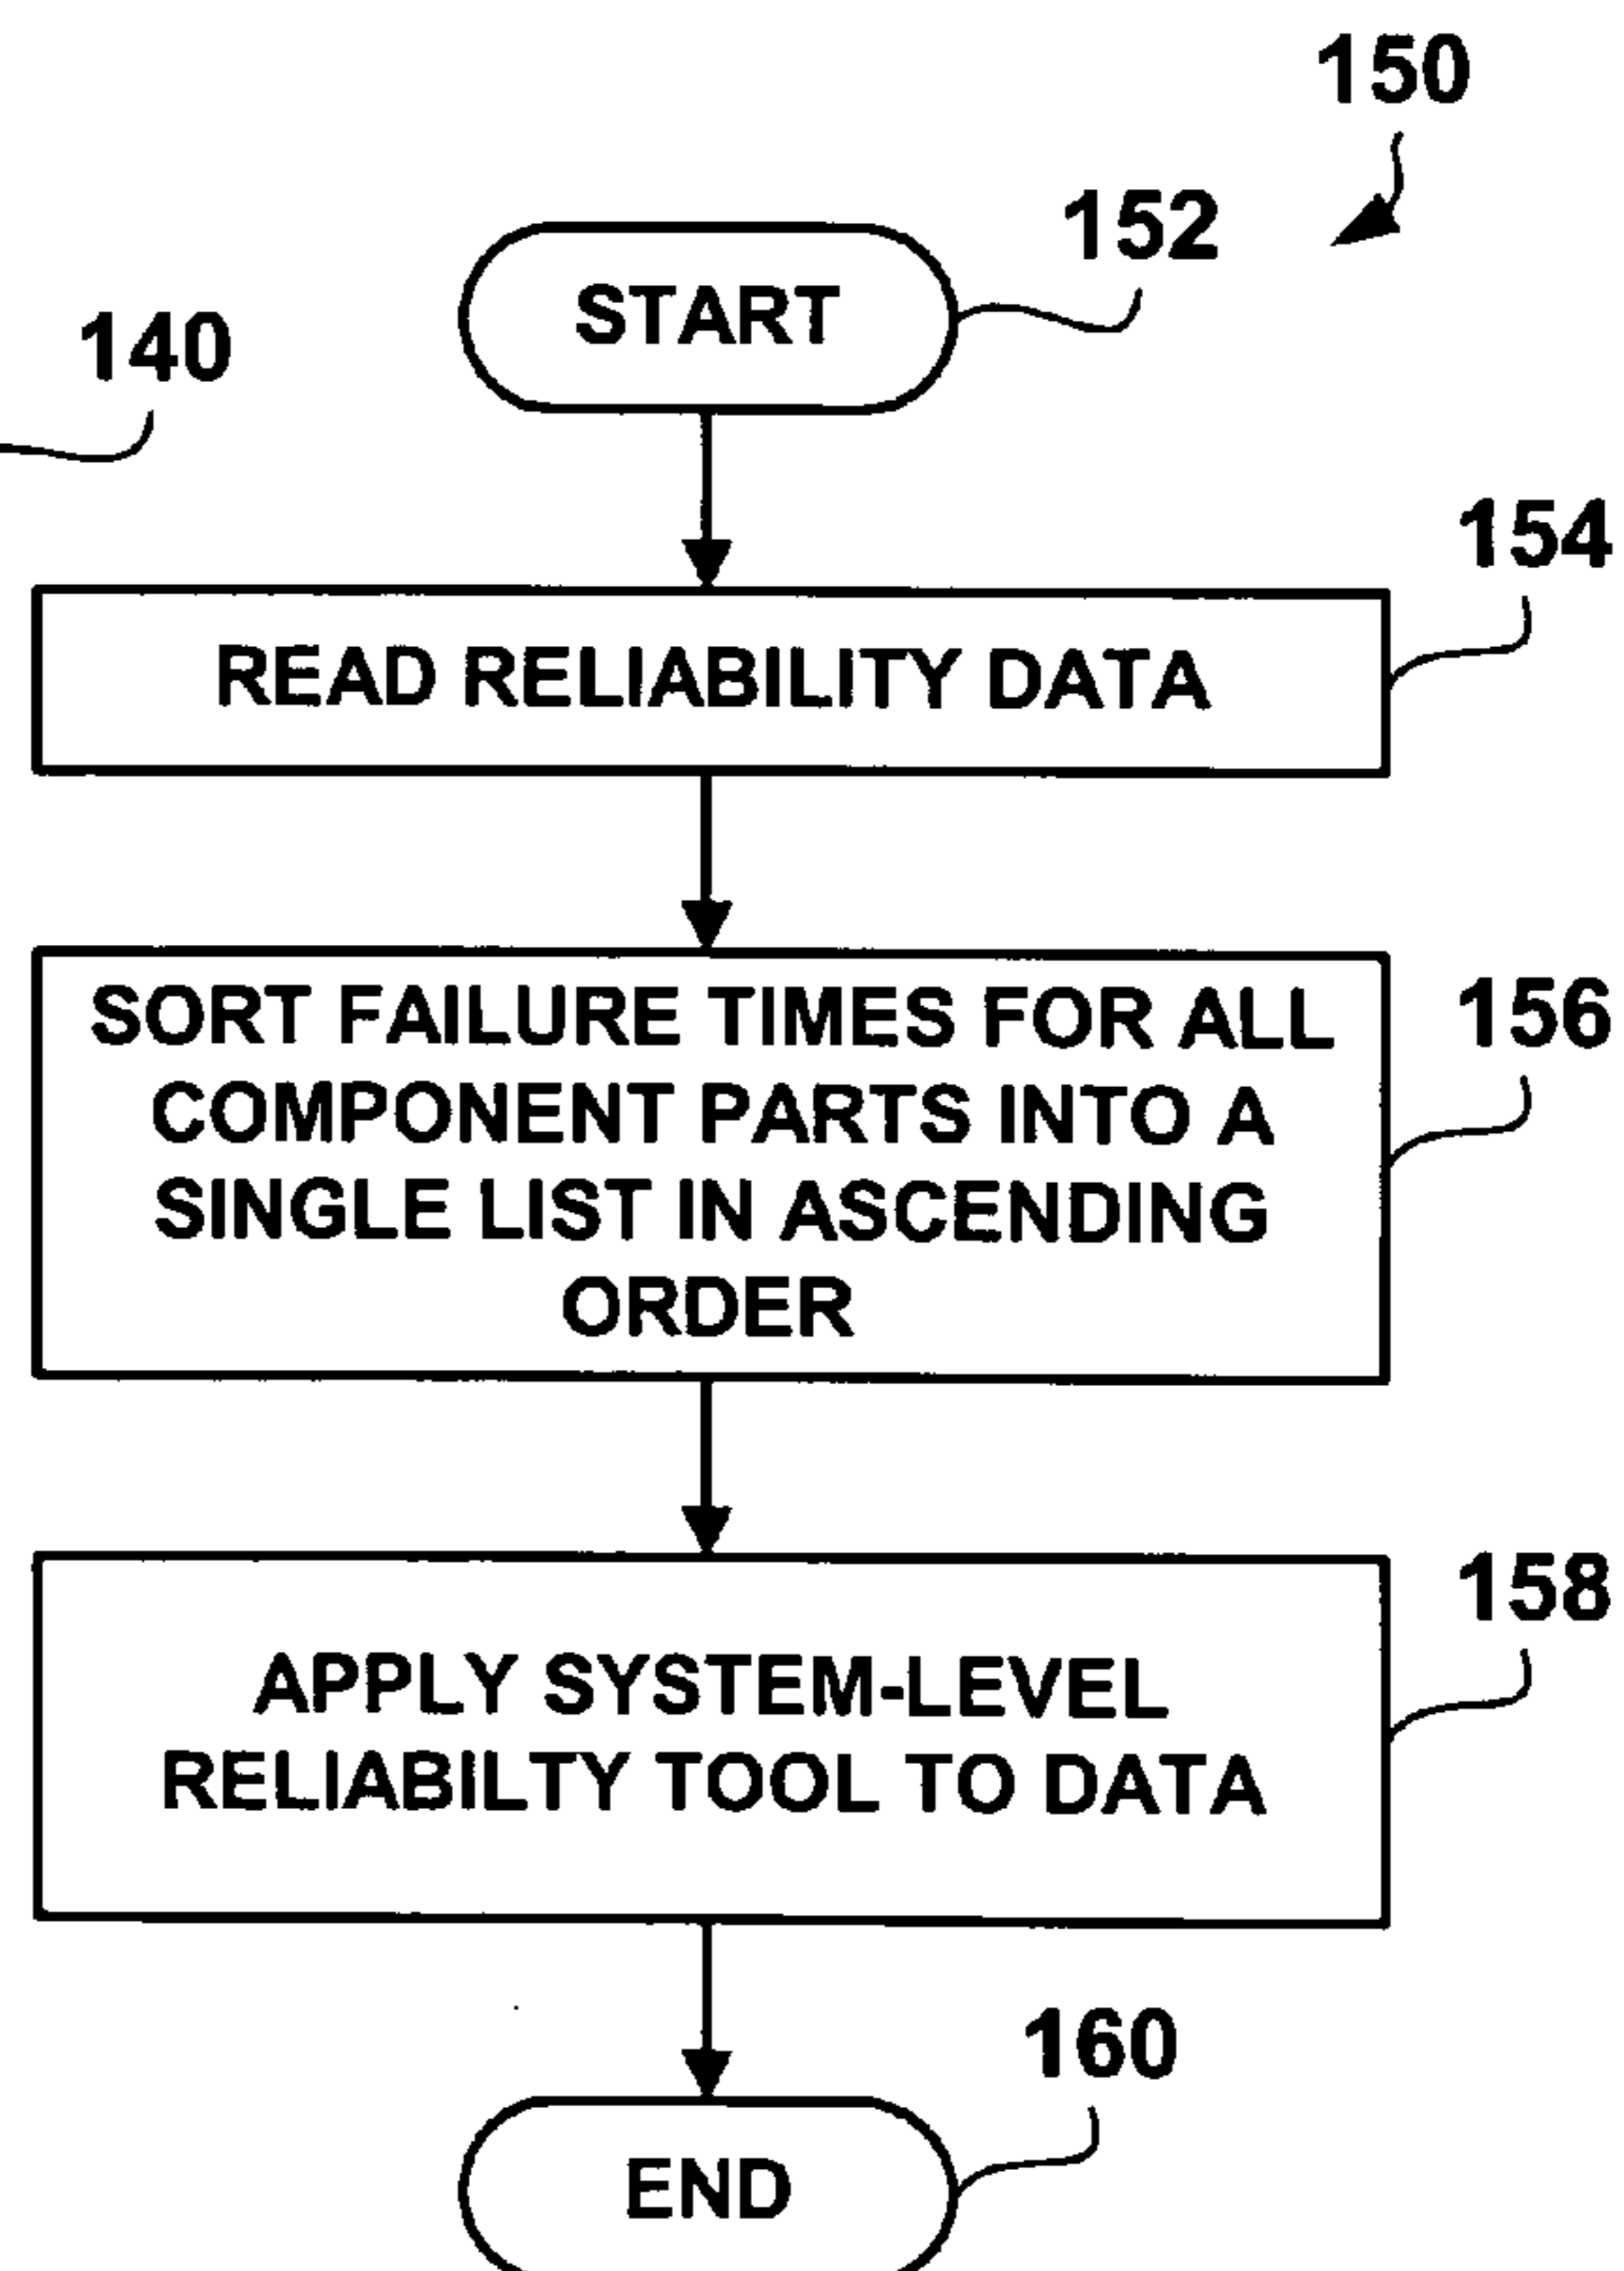 150
152
START
140
154
READ RELIABILITY DATA
156
SORT FAILURE TIMES FOR ALL
COMPONENT PARTS INTO A
SINGLE LIST IN ASCENDING
ORDER
158
APPLY SYSTEM-LEVEL
RELIABILTY TOOL TO DATA
160
END